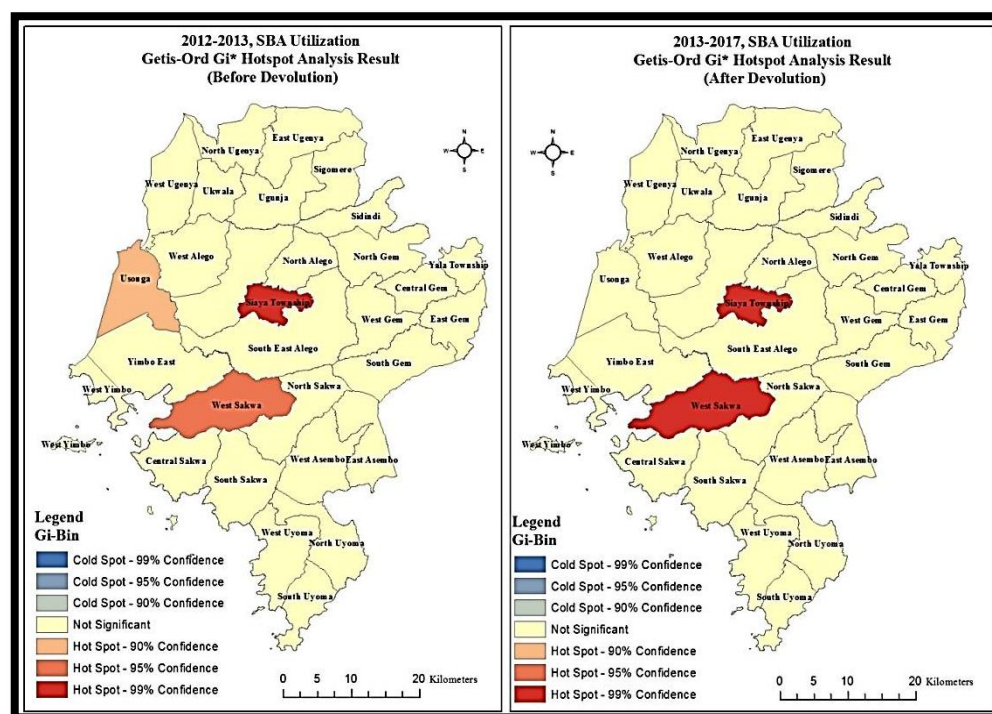 2012-2013, SBA Utilization
Getis-Ord Gi* Hotspot Analysis Result
(Before Devolution)
N
W E
S
East Ugenya
North Ugenya
Sigomere
West Ugenya
Ukwala
Ugunja
Sidindi
West Alego
North Alego
North Gem
Yala Township
Usonga
Central Gem
Siaya Township
West Gem
East Gem
South East Alego
Yimbo East
South Gem
West Yimbo
North Sakwa
West Sakwa
West Yimbo
Central Sakwa
West Asembo
East Asembo
South Sakwa
West Uyoma
North Uyoma
South Uyoma
Legend
Gi-Bin
Cold Spot - 99% Confidence
Cold Spot - 95% Confidence
Cold Spot - 90% Confidence
Not Significant
Hot Spot - 90% Confidence
Hot Spot - 95% Confidence
Hot Spot - 99% Confidence
0 5 10 20 Kilometers
2013-2017, SBA Utilization
Getis-Ord Gi* Hotspot Analysis Result
(After Devolution)
N
W E
S
East Ugenya
North Ugenya
Sigomere
West Ugenya
Ukwala
Ugunja
Sidindi
West Alego
North Alego
North Gem
Yala Township
Usonga
Central Gem
Siaya Township
West Gem
East Gem
South East Alego
Yimbo East
South Gem
West Yimbo
North Sakwa
West Sakwa
West Yimbo
Central Sakwa
West Asembo
East Asembo
South Sakwa
West Uyoma
North Uyoma
South Uyoma
Legend
Gi-Bin
Cold Spot - 99% Confidence
Cold Spot - 95% Confidence
Cold Spot - 90% Confidence
Not Significant
Hot Spot - 90% Confidence
Hot Spot - 95% Confidence
Hot Spot - 99% Confidence
0 5 10 20 Kilometers